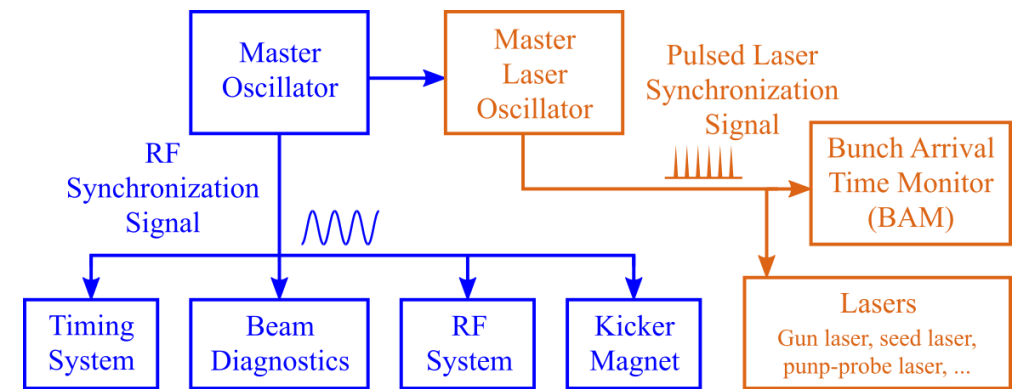 Master
Oscillator
Master
Laser
Oscillator
Pulsed Laser
Synchronization
Signal
RF
Synchronization
Signal
Bunch Arrival
Time Monitor
(BAM)
Timing
System
Beam
Diagnostics
RF
System
Kicker
Magnet
Lasers
Gun laser, seed laser,
punp-probe laser, ...